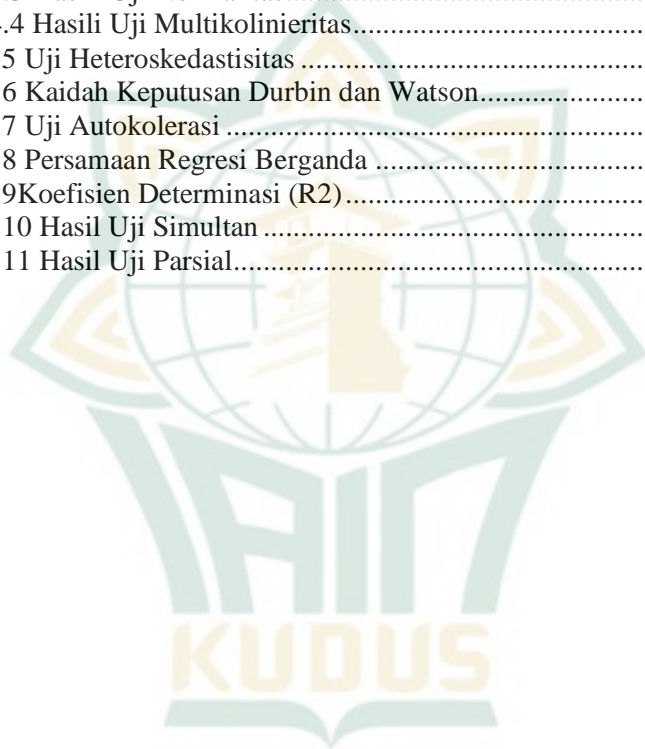 .4 Hasili Uji Multikolinieritas......................................
5 Uji Heteroskedastisitas .............................................
6 Kaidah Keputusan Durbin dan Watson.....................
7 Uji Autokolerasi ........................................................
8 Persamaan Regresi Berganda ...................................
9Koefisien Determinasi (R2)........................................
10 Hasil Uji Simultan ..................................................
11 Hasil Uji Parsial.......................................................
IAIN
KUDUS